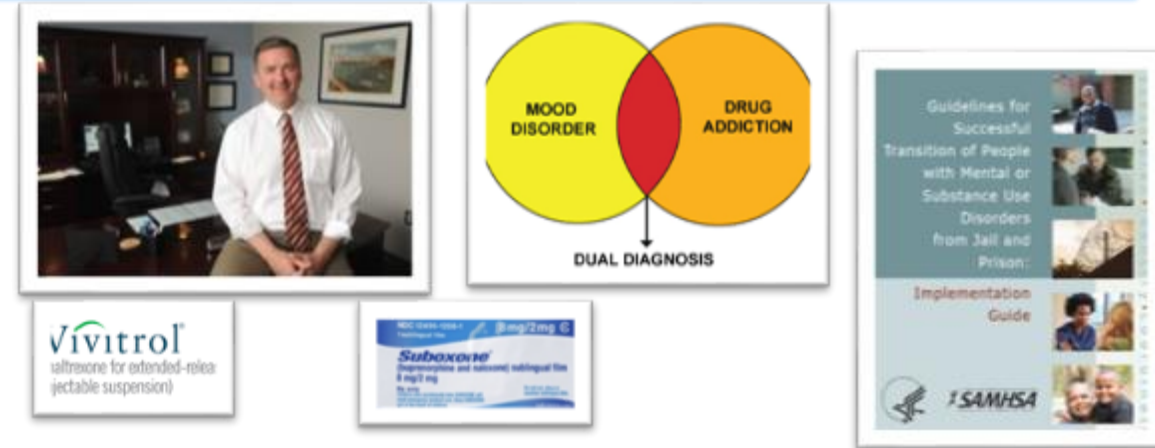 MOOD
DISORDER
DRUG
ADDICTION
DUAL DIAGNOSIS
Guidelines for
Successful
Transition of People
with Mental or
Substance Use
Disorders
from Jail and
Prison:
Implementation
Guide
SAMHSA
Vivitrol®
naltrexone for extended-relea
jectable suspension)
8mg/2mg
Suboxone®
(buprenorphine and naloxone) sublingual film
8 mg/2 mg